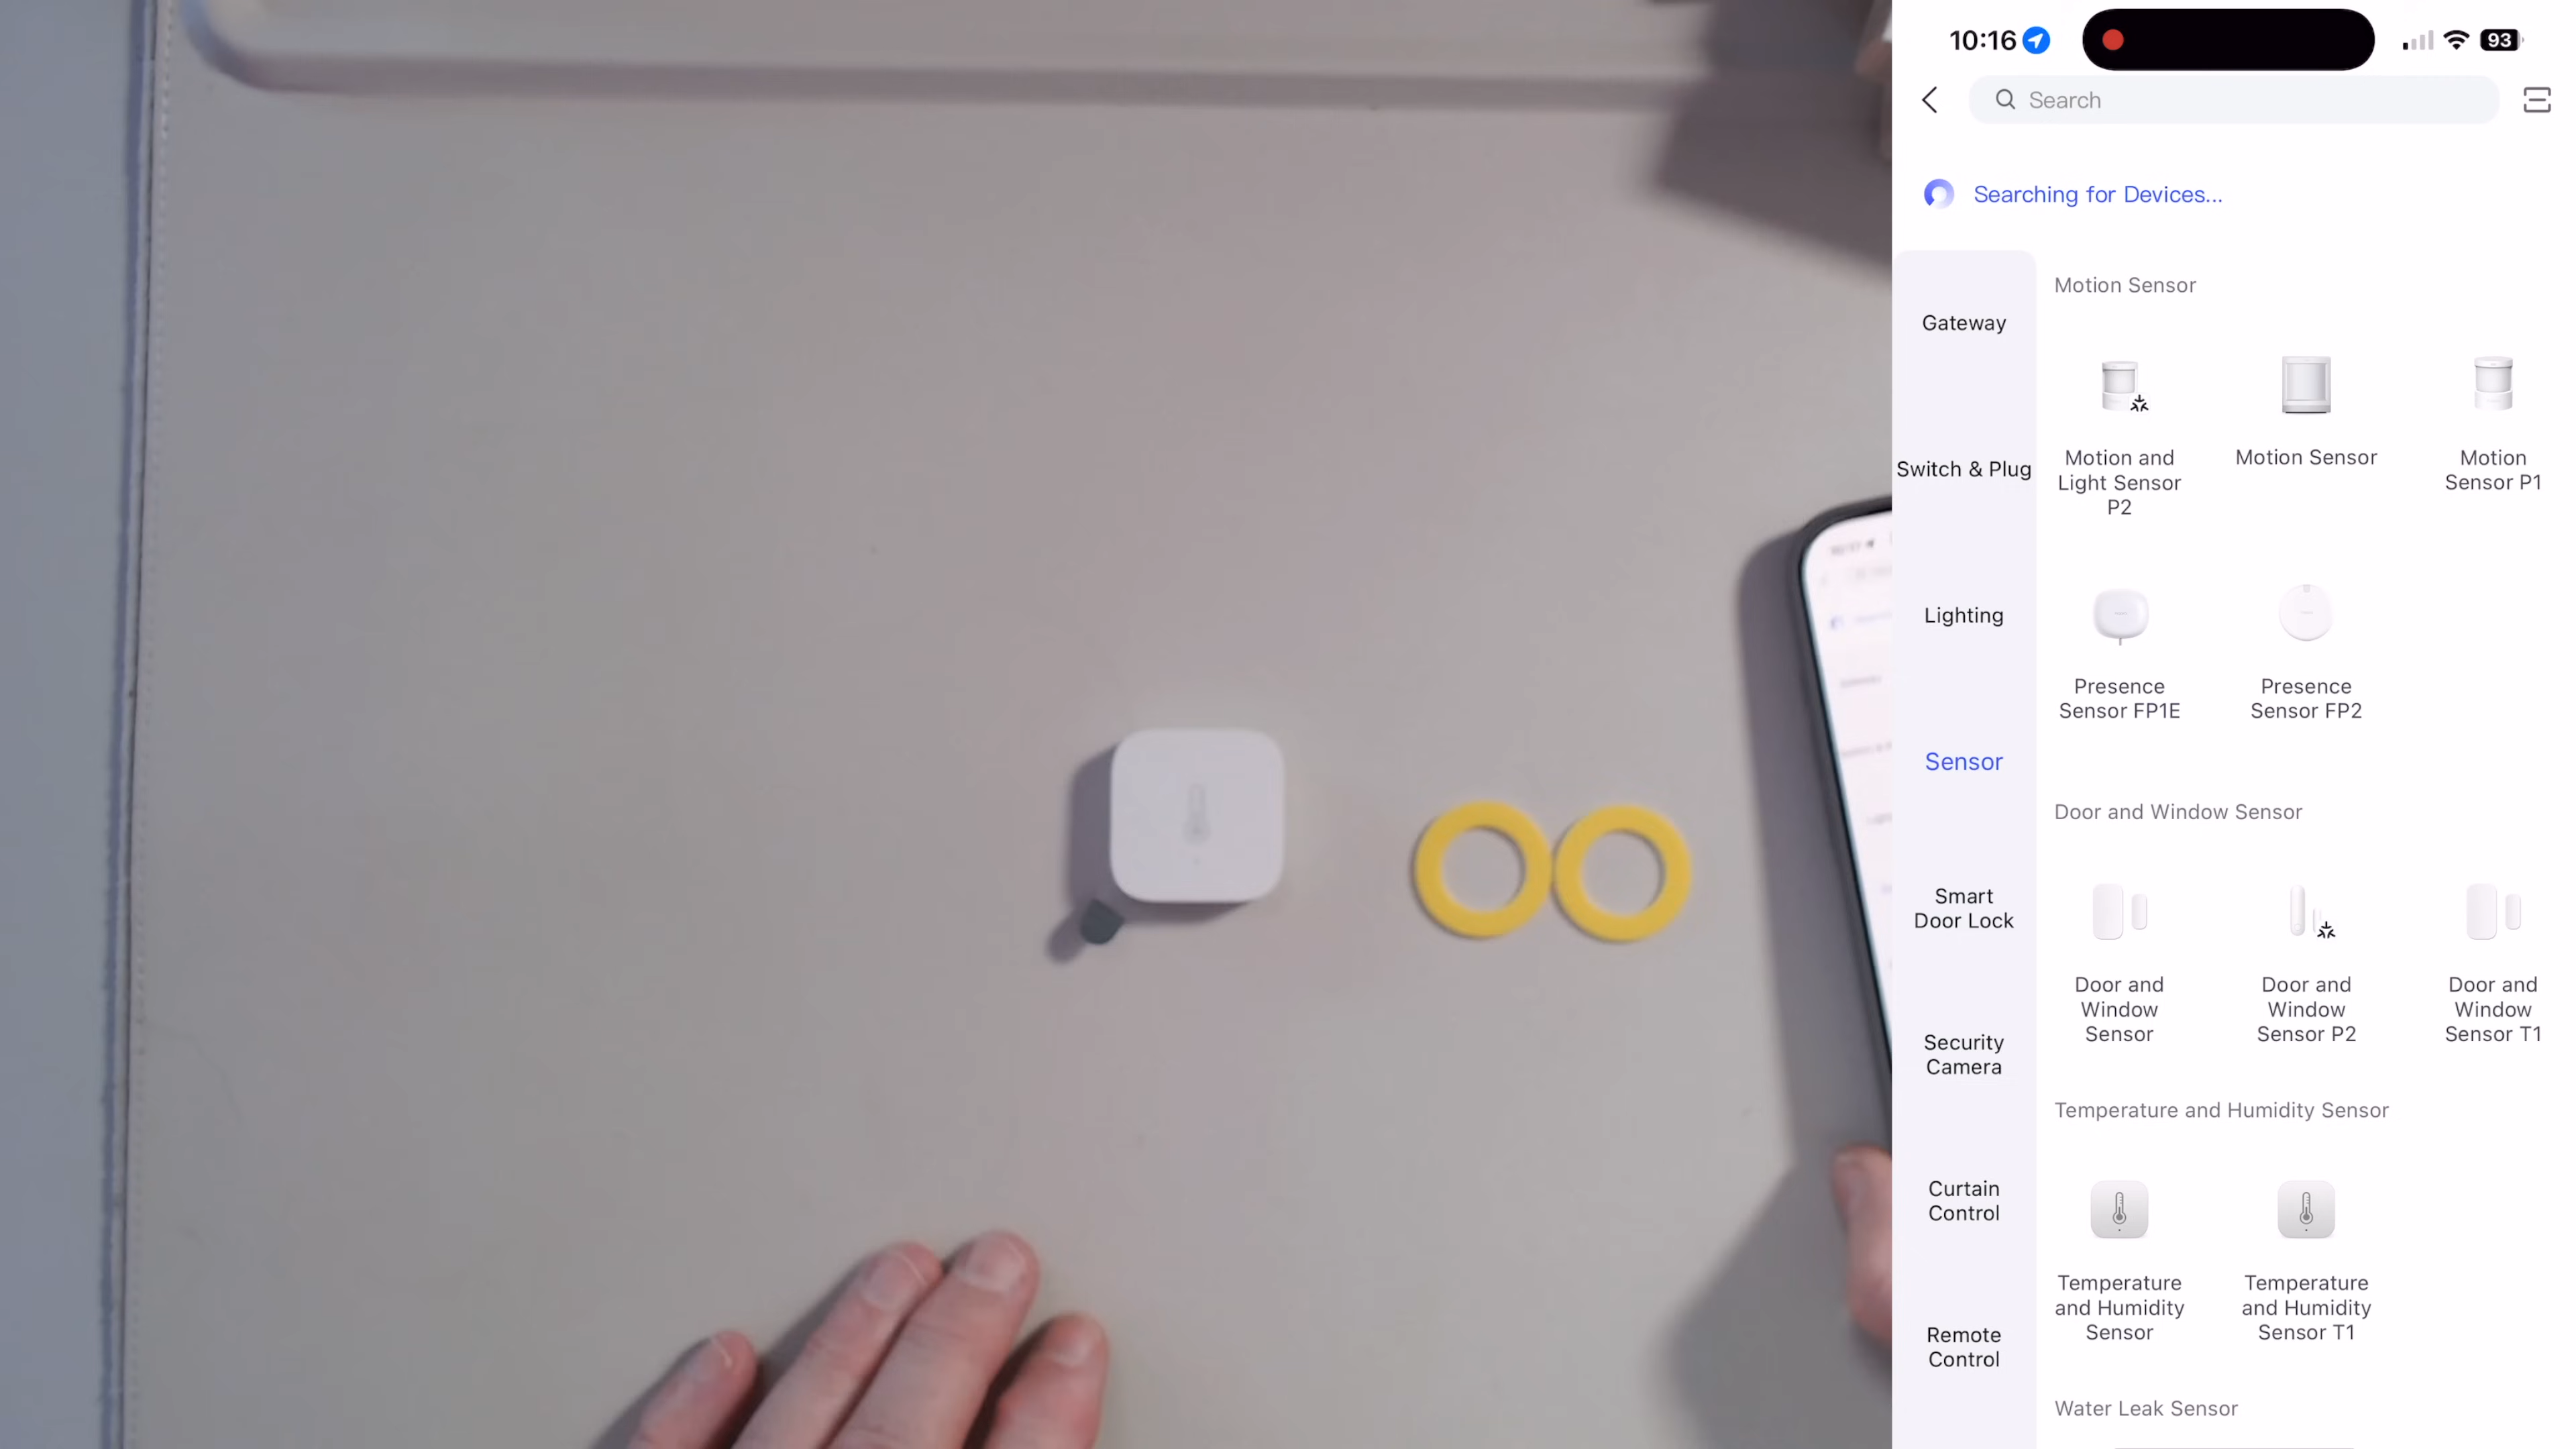 10:16
93
Search
Searching for Devices...
Motion Sensor
Gateway
Switch & Plug
Lighting
Sensor
Smart
Door Lock
Security
Camera
Curtain
Control
Remote
Control
Motion and
Light Sensor
P2
Motion Sensor
Motion
Sensor P1
Presence
Sensor FP1E
Presence
Sensor FP2
Door and Window Sensor
Door and
Window
Sensor
Door and
Window
Sensor P2
Door and
Window
Sensor T1
Temperature and Humidity Sensor
Temperature
and Humidity
Sensor
Temperature
and Humidity
Sensor T1
Water Leak Sensor